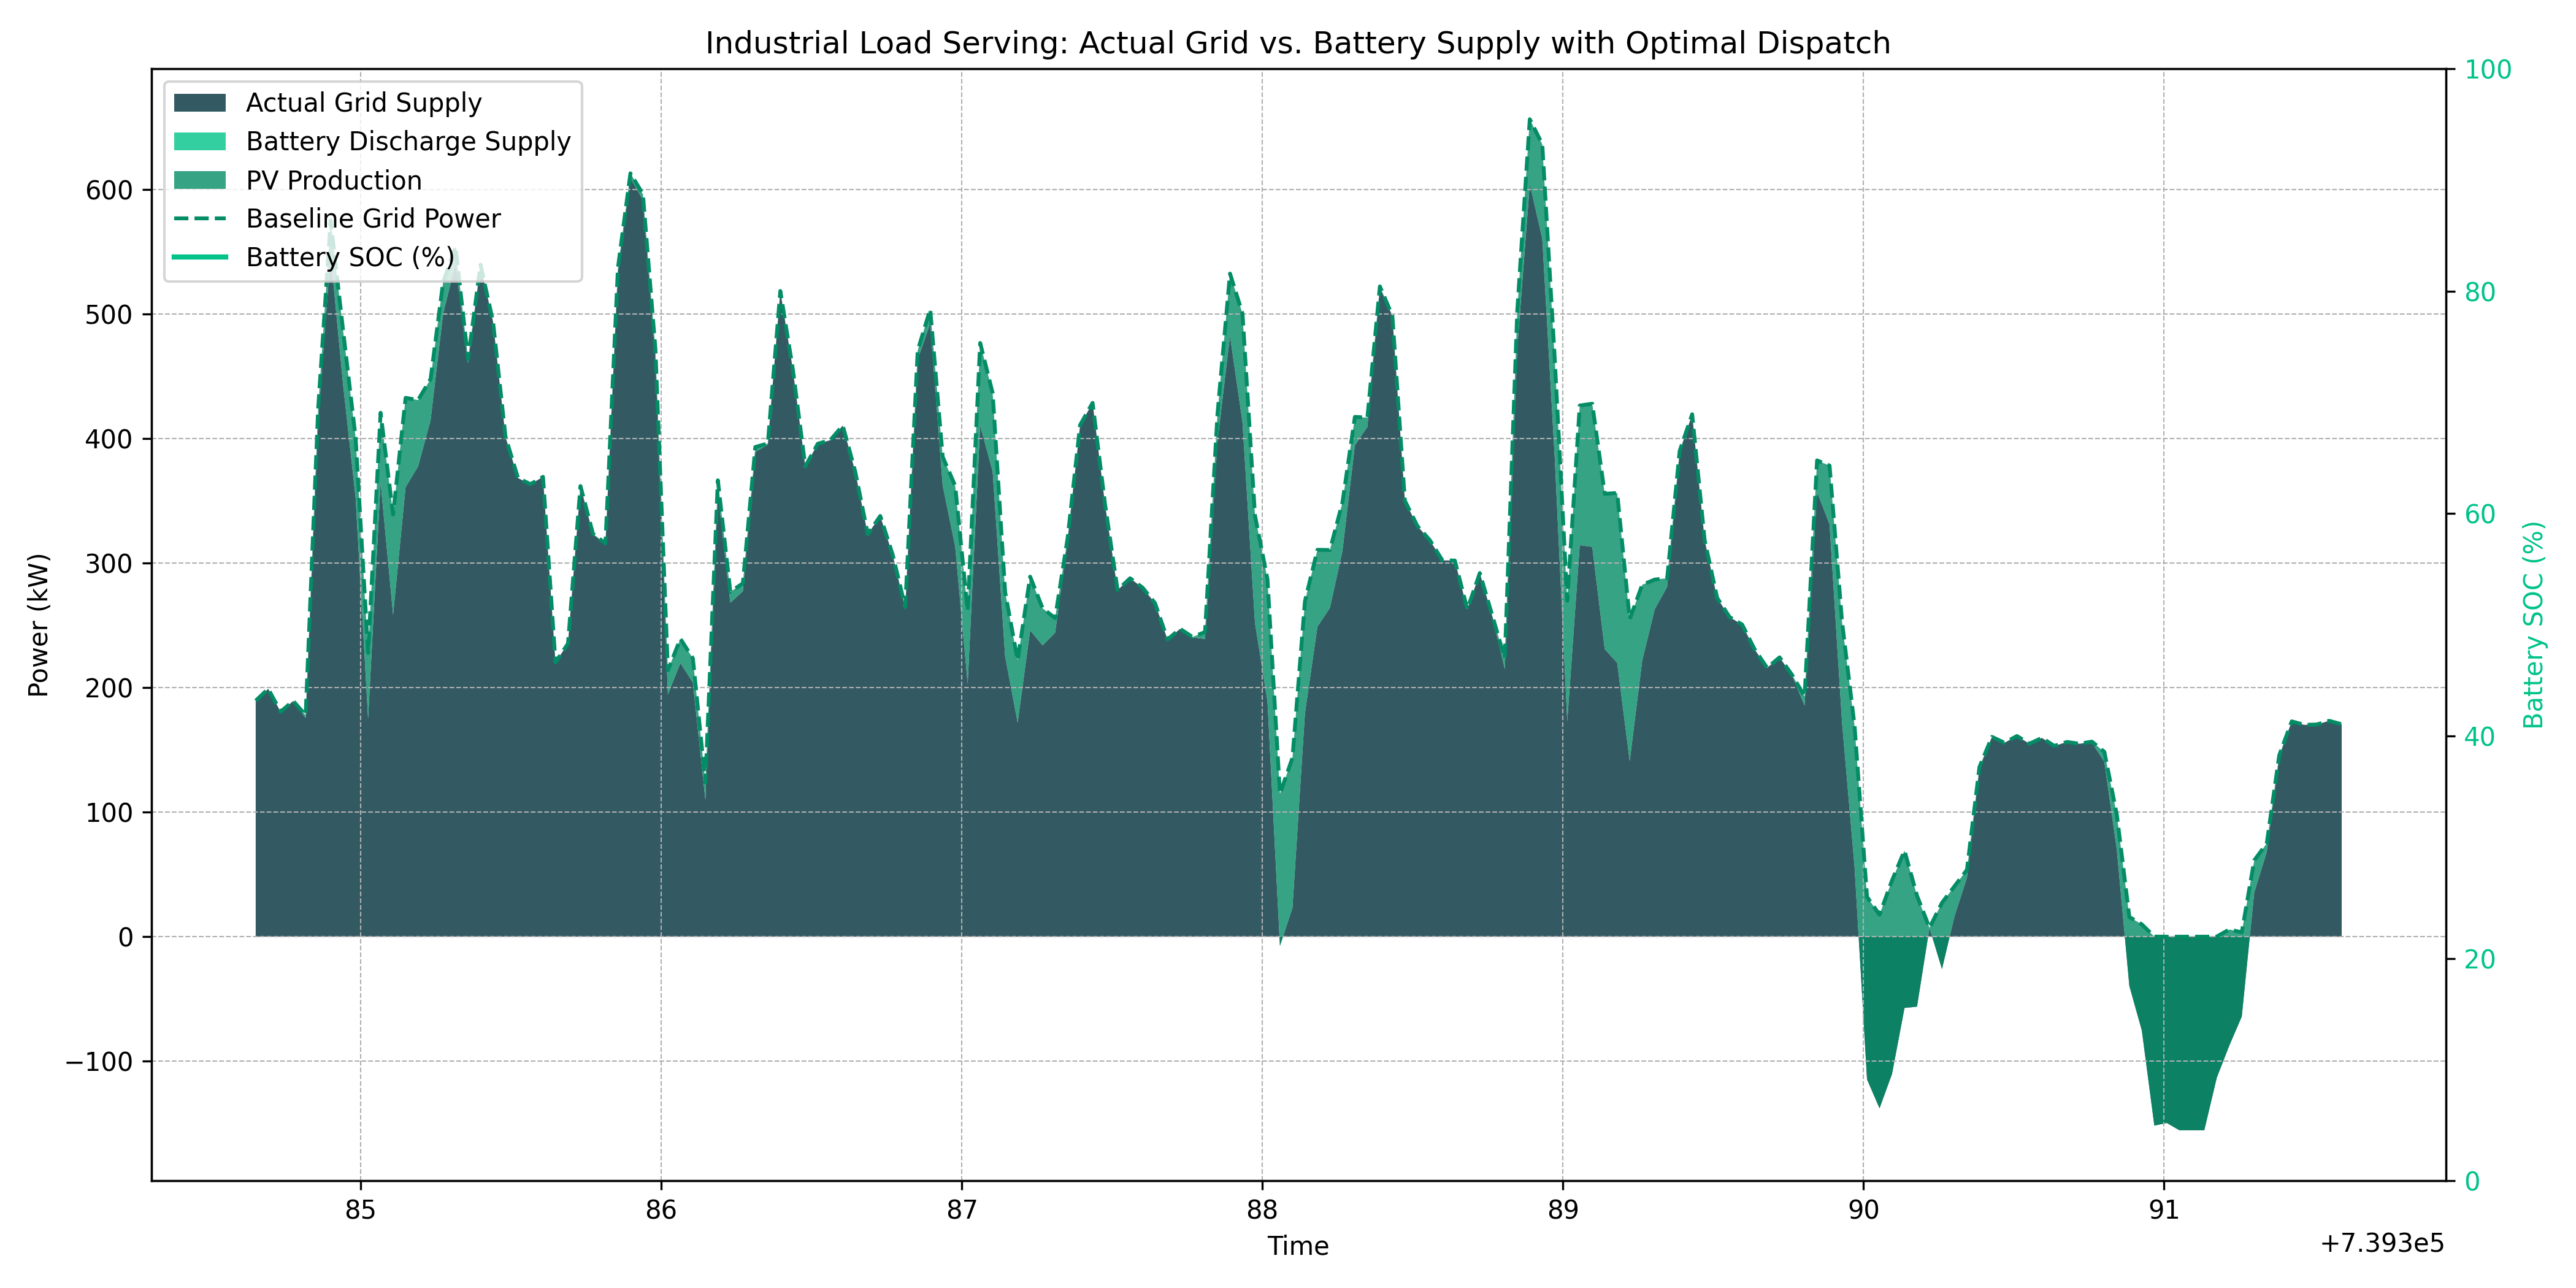 Industrial Load Serving: Actual Grid vs. Battery Supply with Optimal Dispatch
Actual Grid Supply
Battery Discharge Supply
PV Production
Baseline Grid Power
Battery SOC (%)
Power (kW)
600
500
400
300
200
100
0
−100
100
80
60
40
20
0
Battery SOC (%)
85
86
87
88
89
90
91
Time
+7.393e5